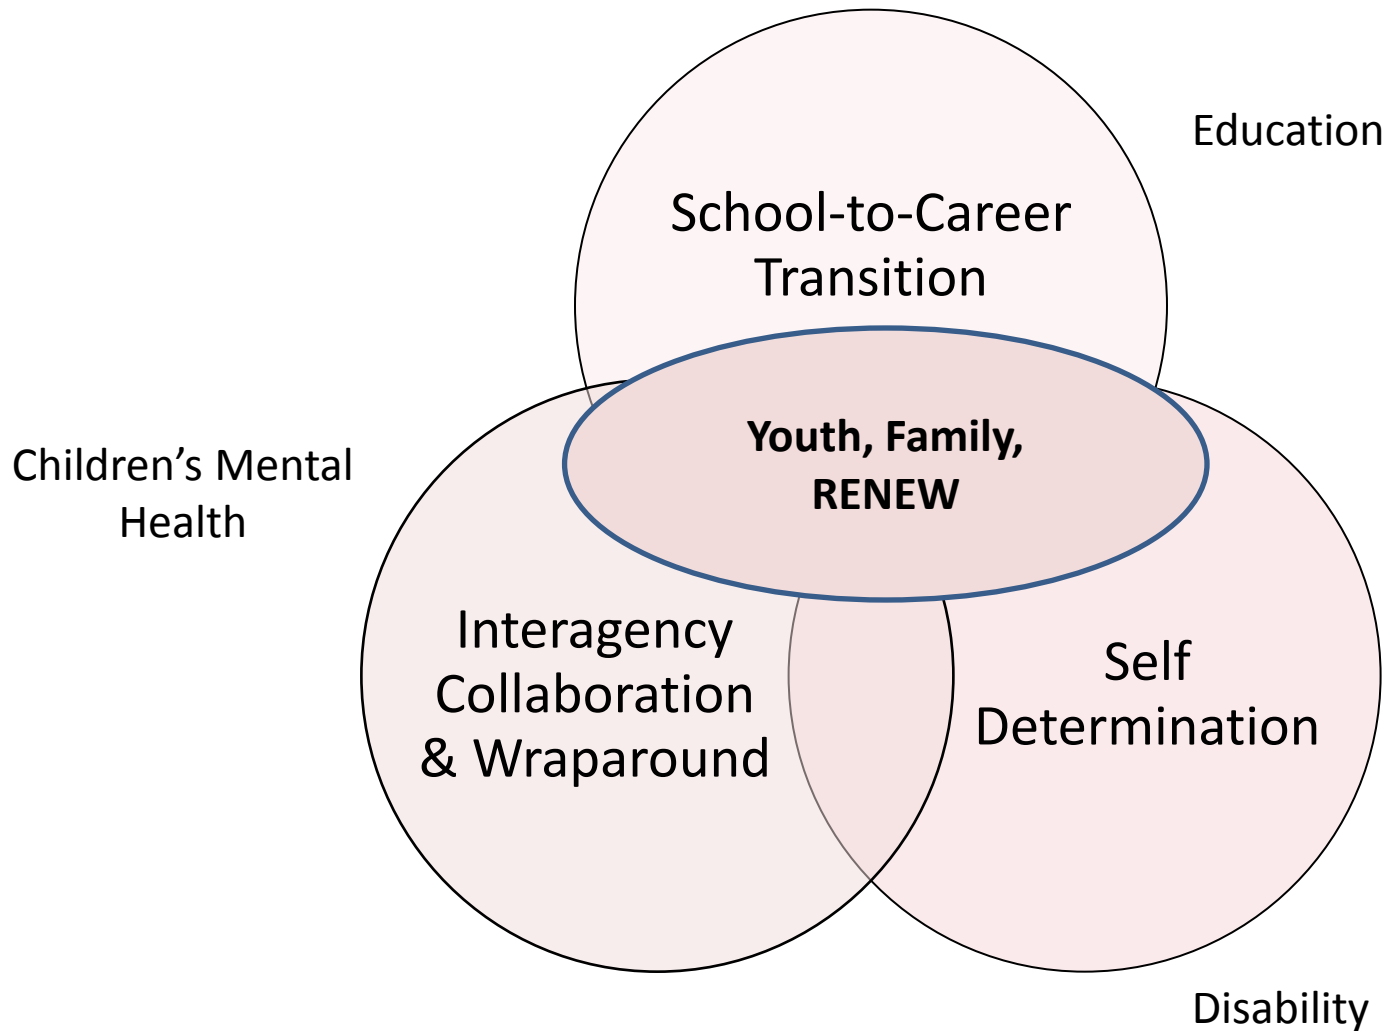 Education
School-to-Career
Transition
Youth, Family,
RENEW
Children’s Mental
Health
Interagency
Collaboration
& Wraparound
Self
Determination
Disability